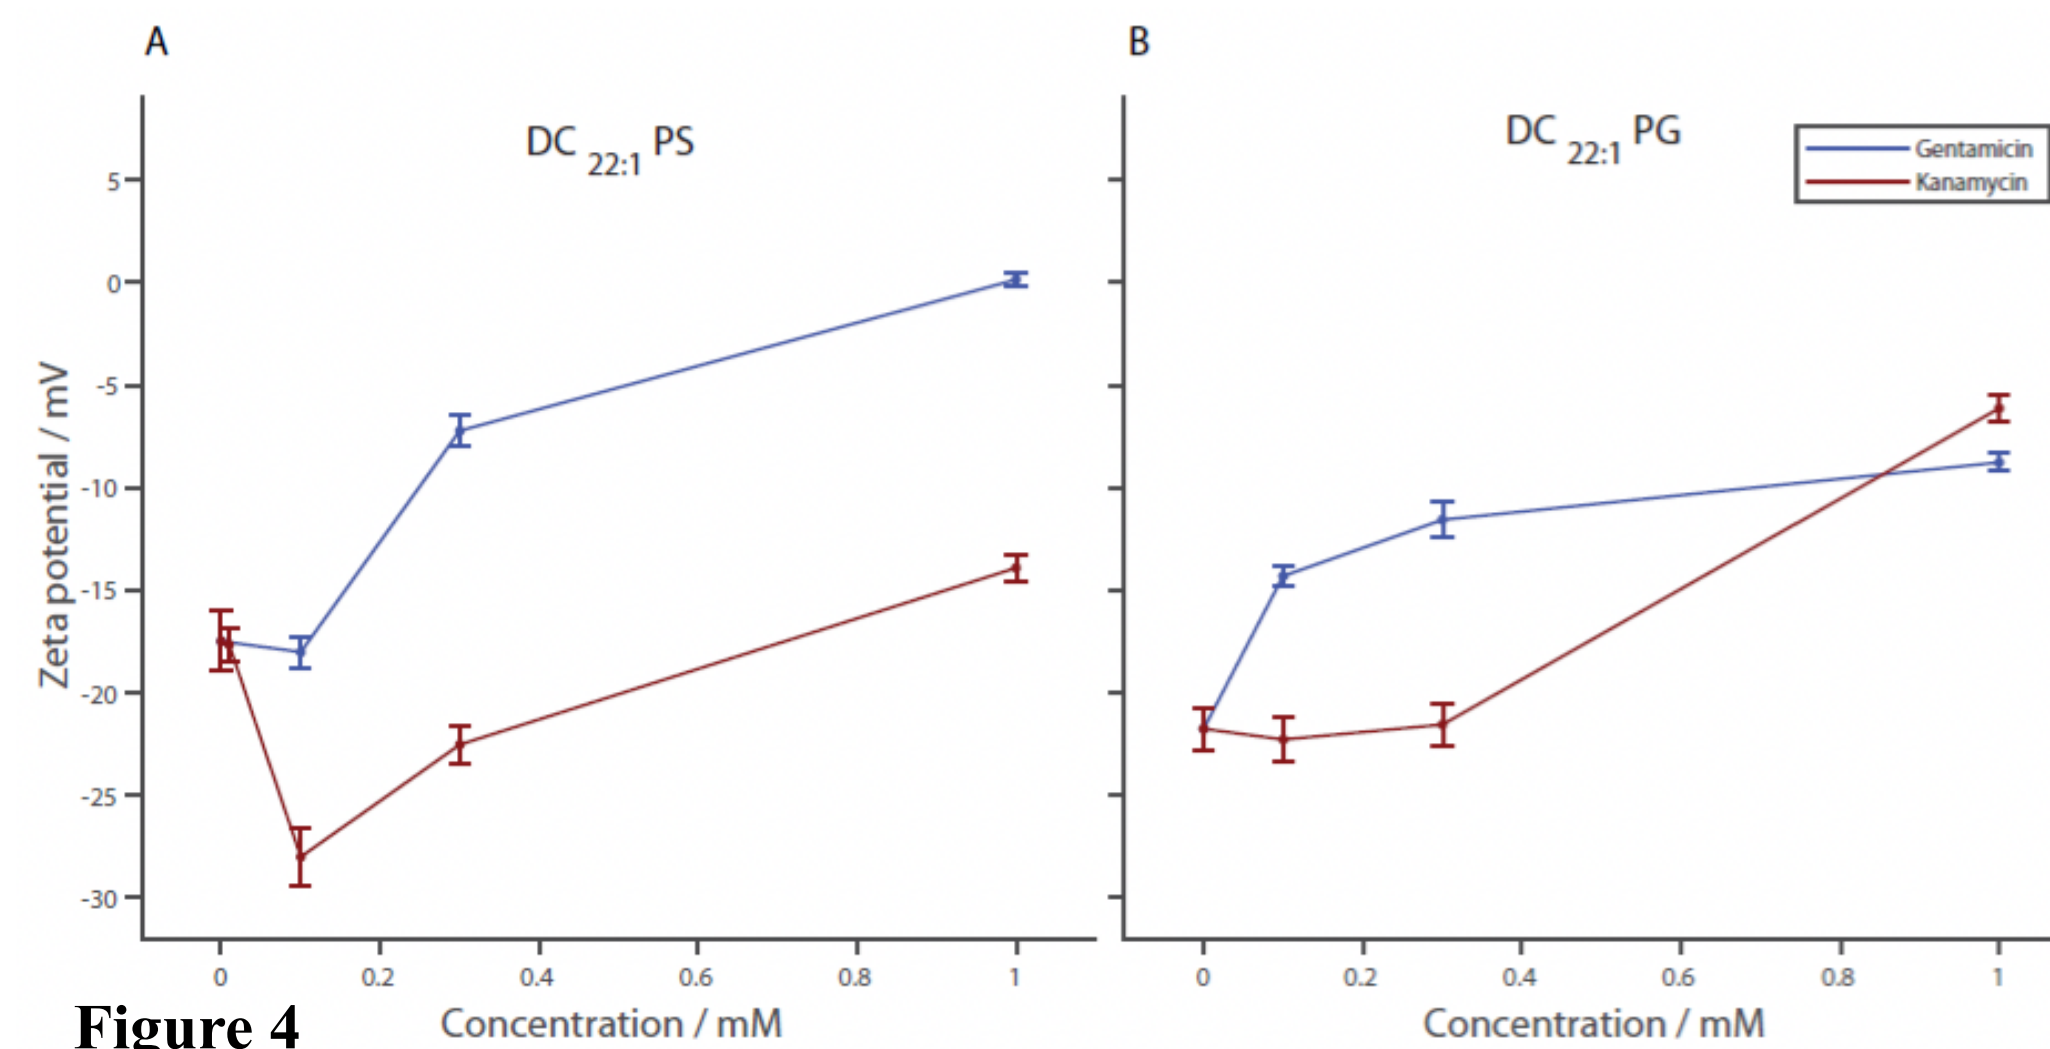 A
B
DC 22:1 PS
DC 22:1 PG
Gentamicin
Kanamycin
Zeta potential / mV
5
0
-5
-10
-15
-20
-25
-30
0 0.2 0.4 0.6 0.8 1
0 0.2 0.4 0.6 0.8 1
Concentration / mM
Concentration / mM
Figure 4